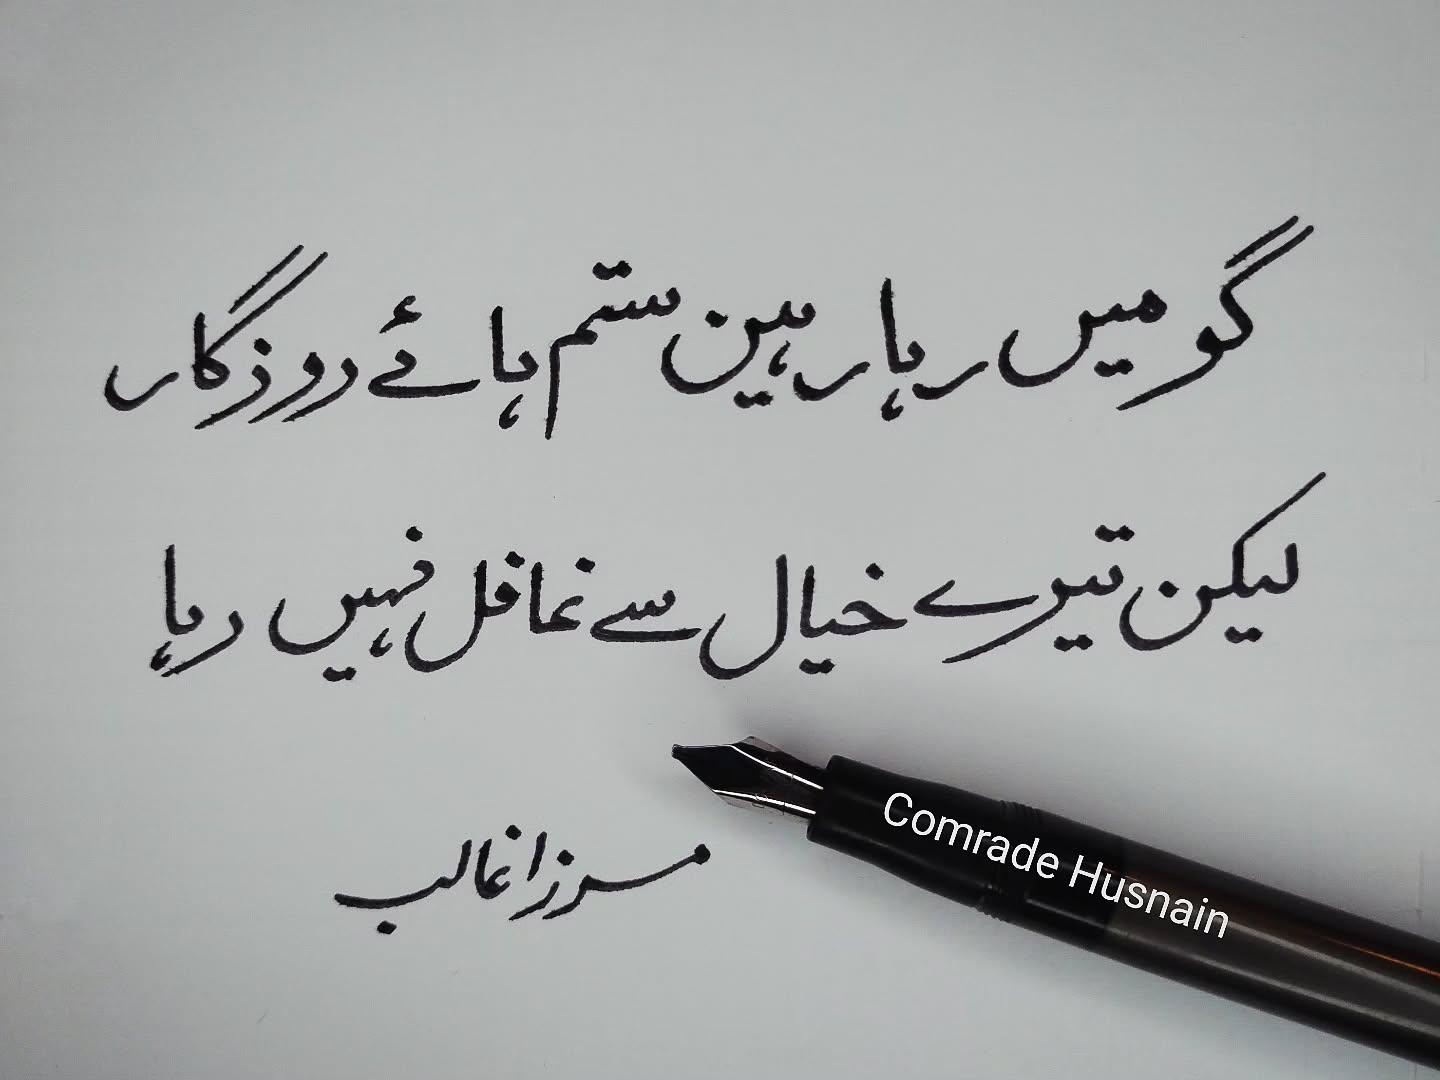 گو میں رہا رہین ستم ہائے روزگار
لیکن تیرے خیال سے غافل نہیں رہا
مرزا غالب
Comrade Husnain